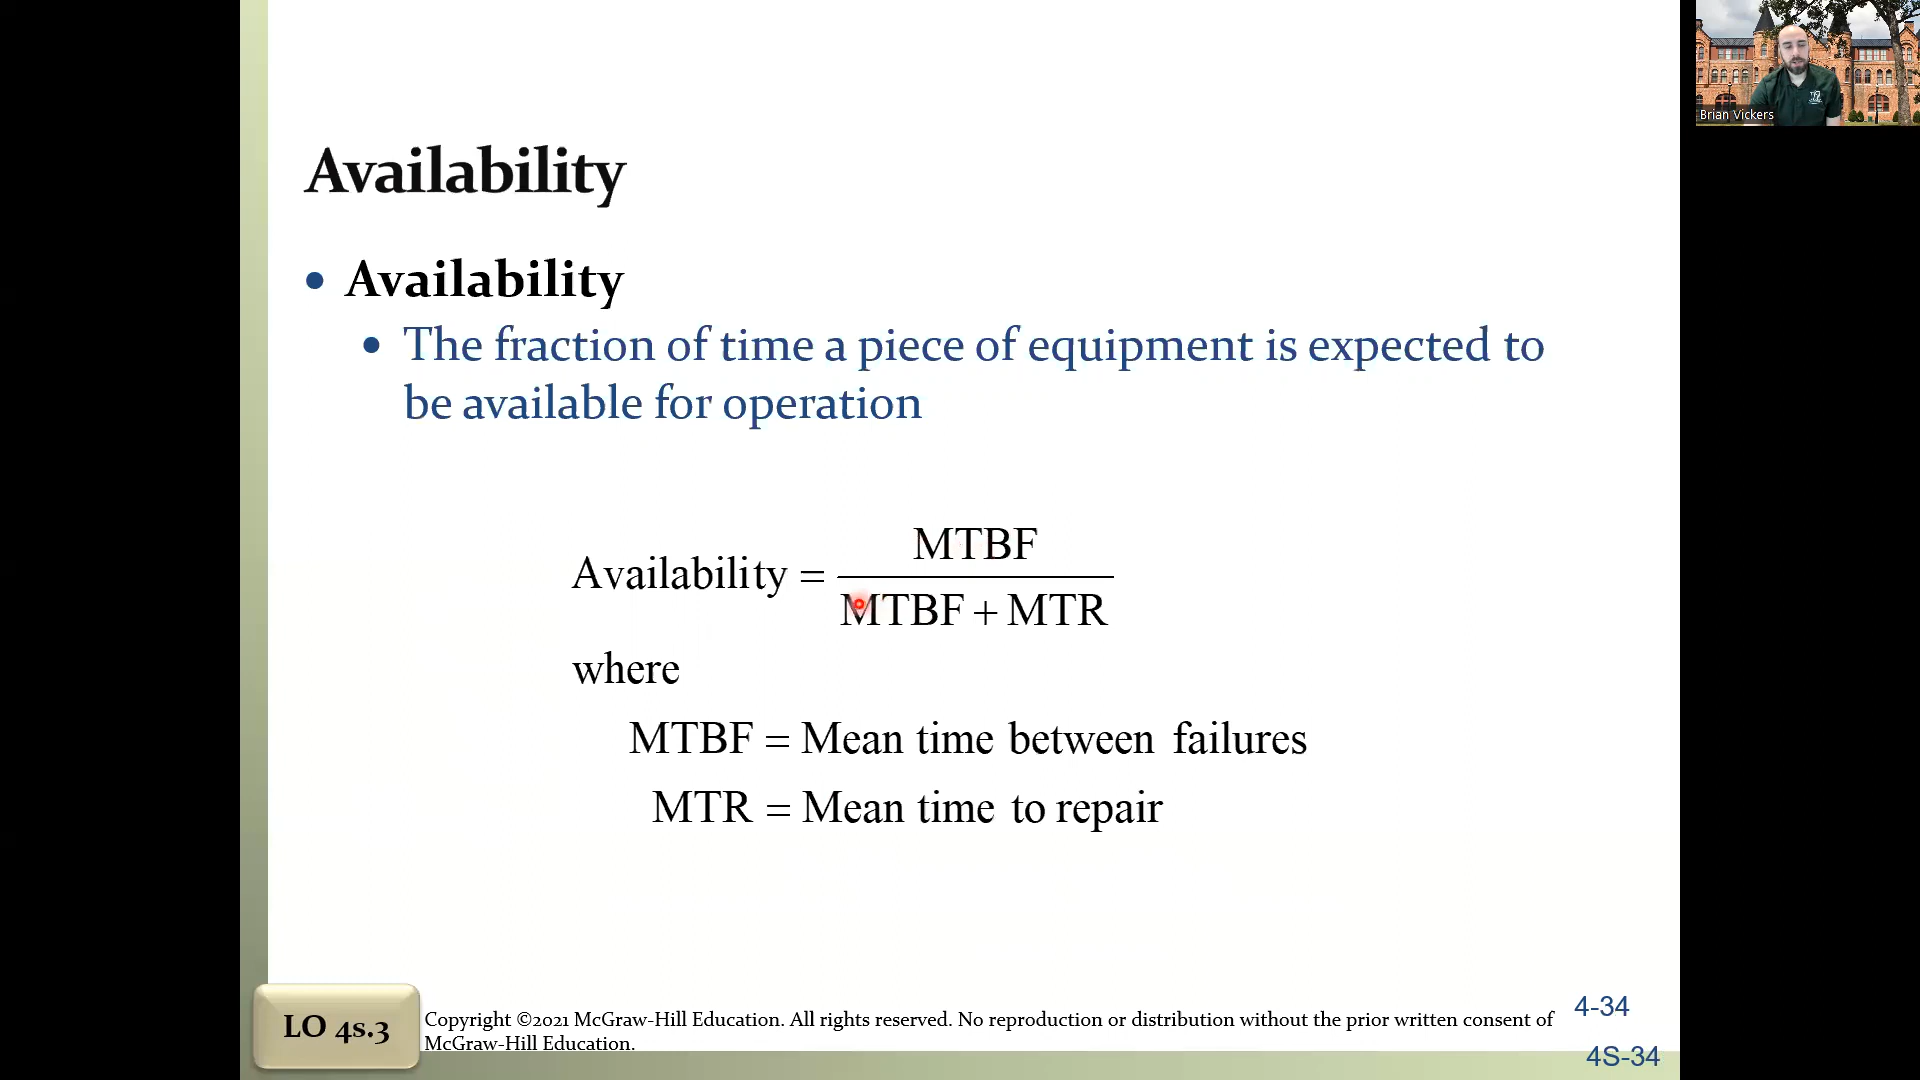 Brian Vickers
Availability
• Availability
• The fraction of time a piece of equipment is expected to
be available for operation
Availability = MTBF / MTBF + MTR
where
MTBF = Mean time between failures
MTR = Mean time to repair
LO 4s.3
Copyright ©2021 McGraw-Hill Education. All rights reserved. No reproduction or distribution without the prior written consent of
McGraw-Hill Education.
4-34
4S-34